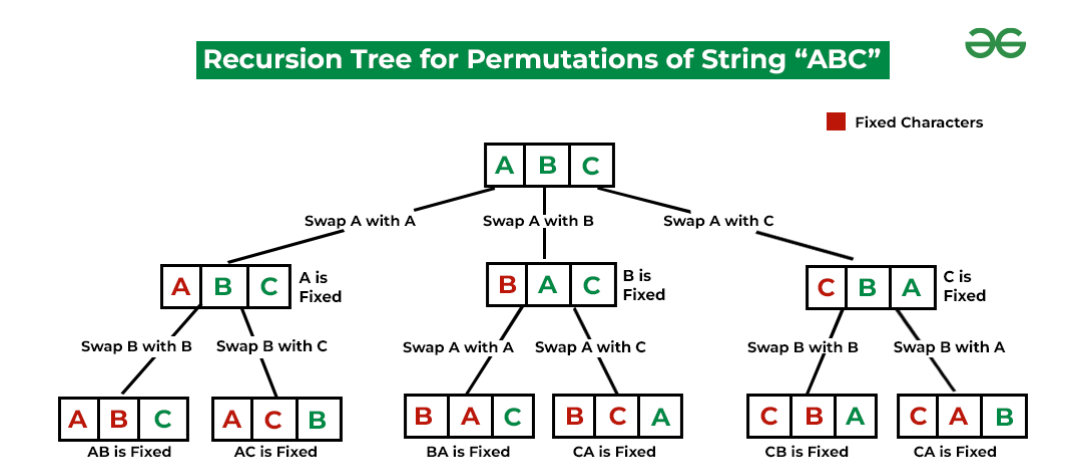 Recursion Tree for Permutations of String “ABC”
Fixed Characters
A B C
Swap A with A Swap A with B Swap A with C
A B C A is Fixed
B A C B is Fixed
C B A C is Fixed
Swap B with B Swap B with C Swap A with A Swap A with C Swap B with B Swap B with A
A B C A C B B A C B C A C B A C A B
AB is Fixed AC is Fixed BA is Fixed CA is Fixed CB is Fixed CA is Fixed